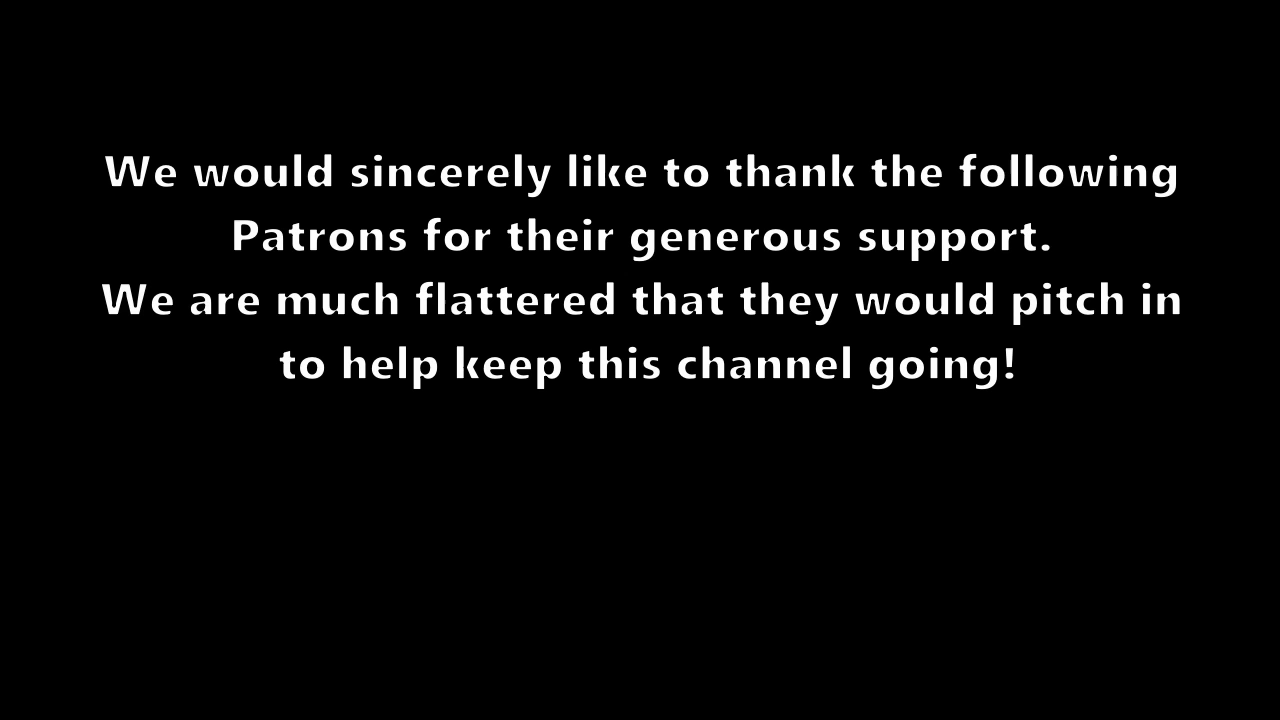 We would sincerely like to thank the following
Patrons for their generous support.
We are much flattered that they would pitch in
to help keep this channel going!